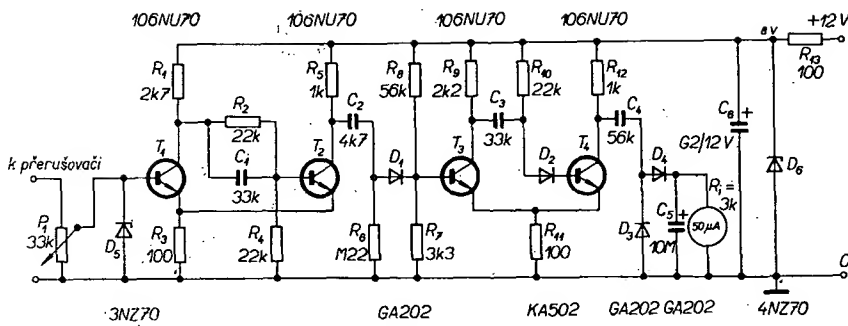 106NU70 106NU70 106NU70 106NU70
+12 V
8V
R13
100
R1
2k7
R5
1k
R8
56k
R9
2k2
R10
22k
R12
1k
R2
22k
C2
4k7
C3
33k
C4
56k
C6 +
G2/12 V
T1
T2
T3
T4
C1
33k
D1
D2
D4
D6
k přerušovači
P1
33k
D5
R3
100
R4
22k
R6
M22
R7
3k3
R11
100
D3
C5 +
10M
Ri =
3k
50μA
0
3NZ70 GA202 KA502 GA202 GA202 4NZ70